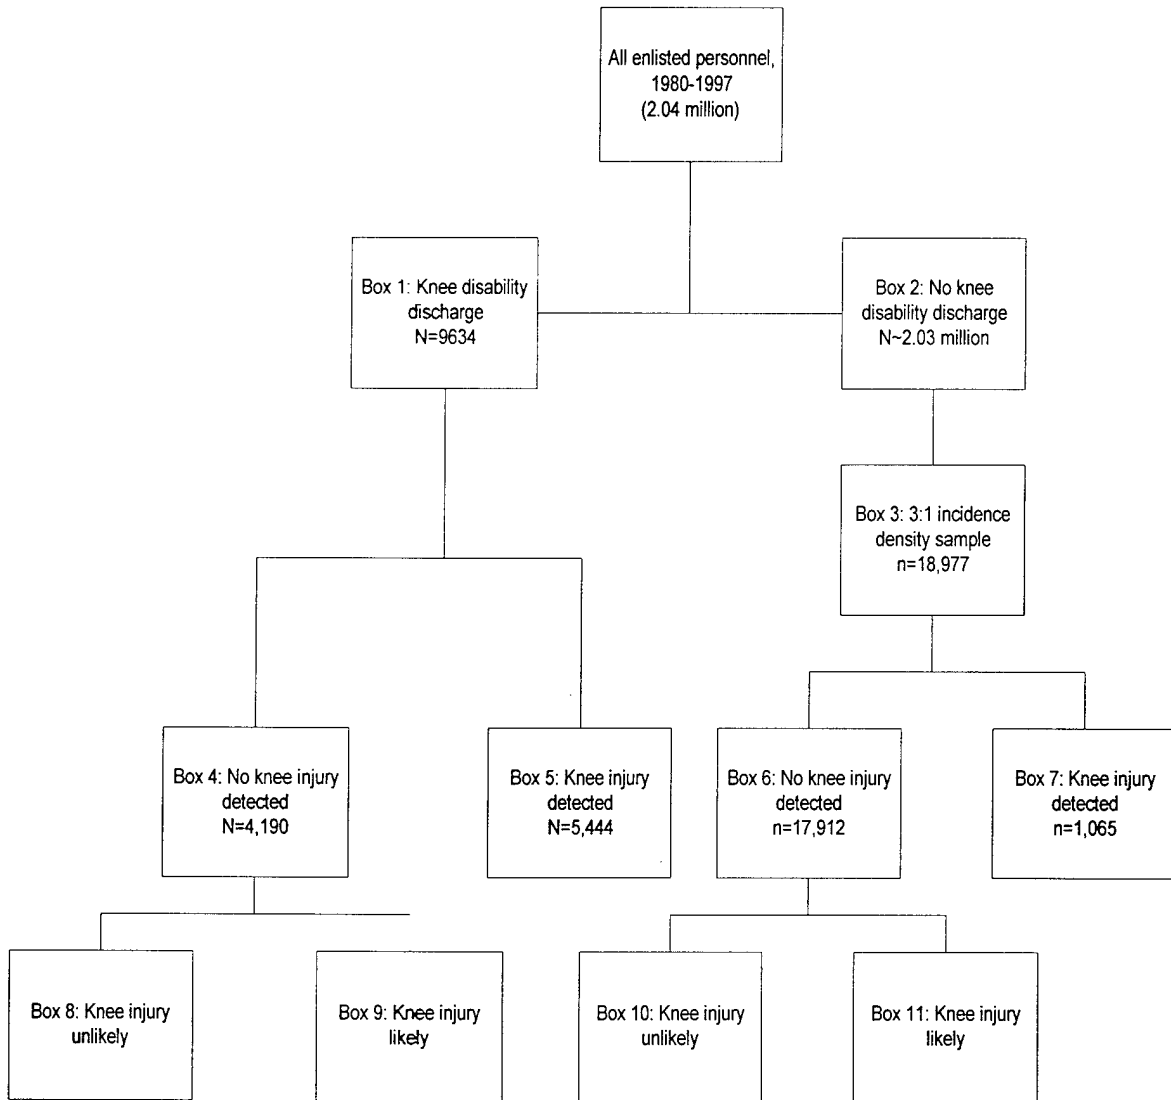 All enlisted personnel,
1980-1997
(2.04 million)
Box 1: Knee disability
discharge
N=9634
Box 2: No knee
disability discharge
N~2.03 million
Box 3: 3:1 incidence
density sample
n=18,977
Box 4: No knee injury
detected
N=4,190
Box 5: Knee injury
detected
N=5,444
Box 6: No knee injury
detected
n=17,912
Box 7: Knee injury
detected
n=1,065
Box 8: Knee injury
unlikely
Box 9: Knee injury
likely
Box 10: Knee injury
unlikely
Box 11: Knee injury
likely